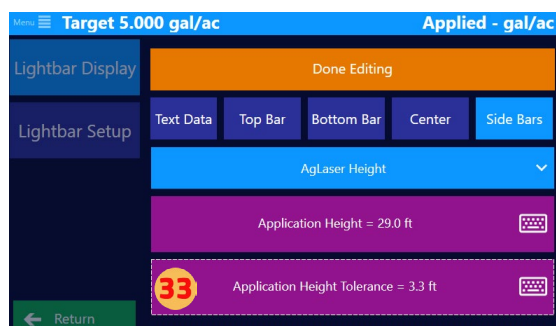 Menu Target 5.000 gal/ac Applied - gal/ac
Lightbar Display
Done Editing
Lightbar Setup
Text Data Top Bar Bottom Bar Center Side Bars
AgLaser Height
Application Height = 29.0 ft
33 Application Height Tolerance = 3.3 ft
Return